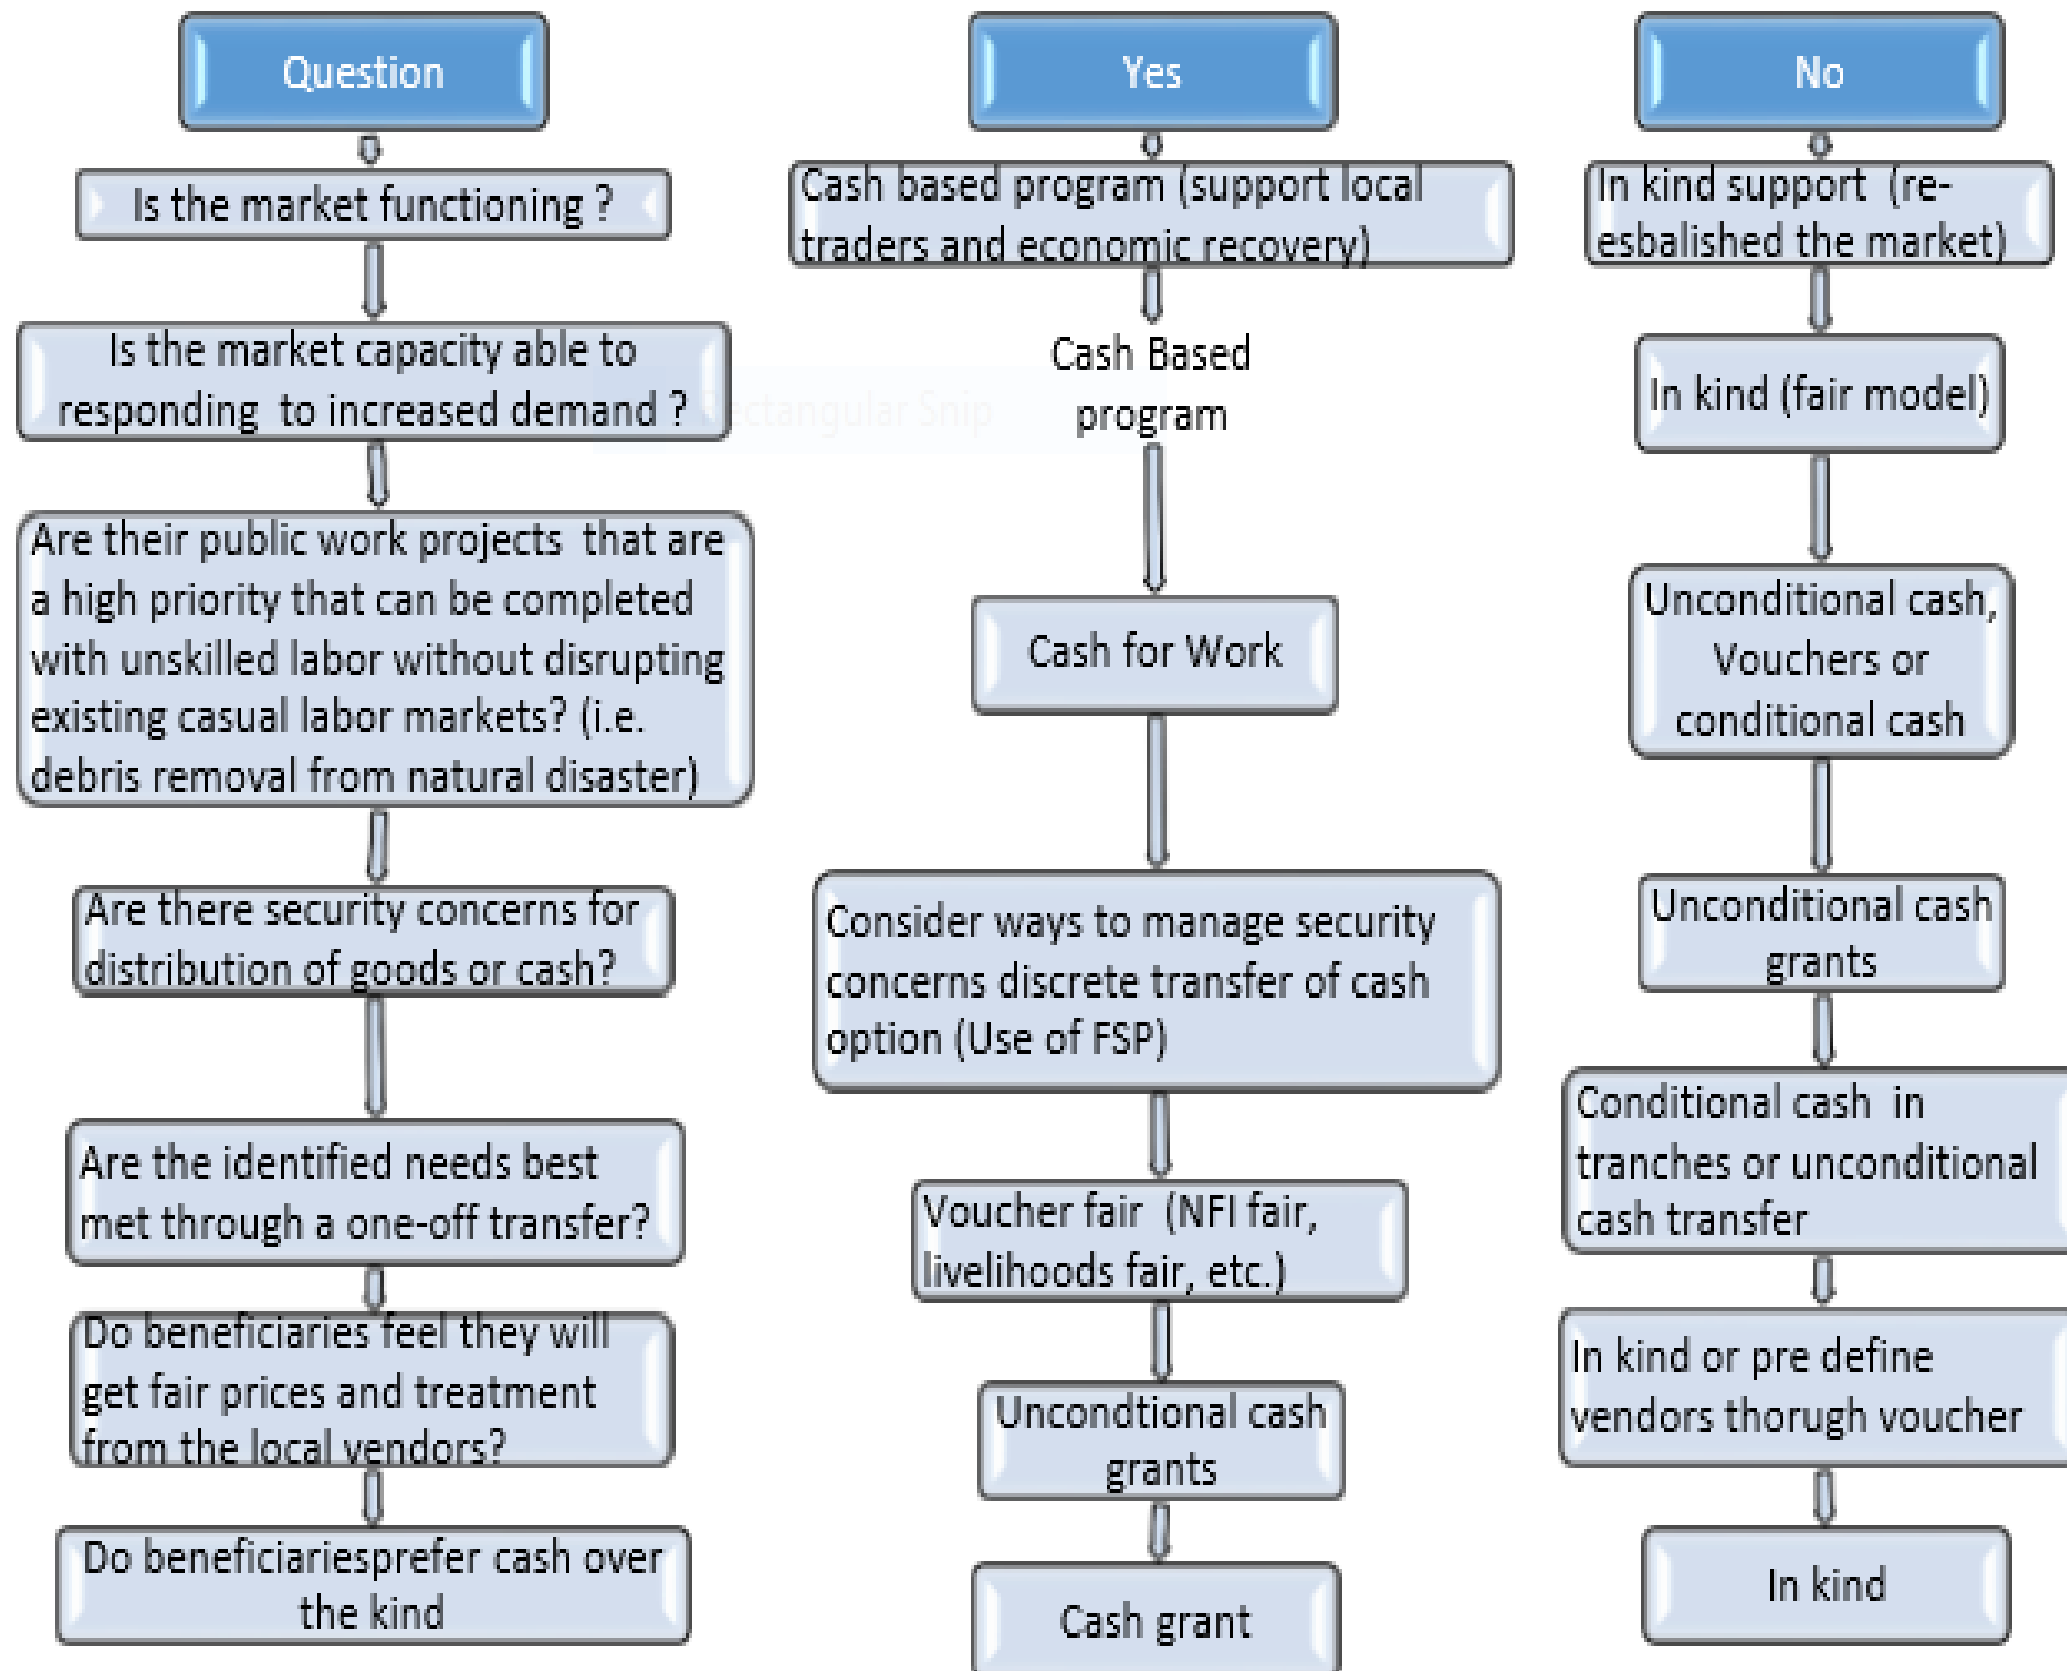 Question
Is the market functioning ?
Is the market capacity able to
responding to increased demand ?
Are their public work projects that are
a high priority that can be completed
with unskilled labor without disrupting
existing casual labor markets? (i.e.
debris removal from natural disaster)
Are there security concerns for
distribution of goods or cash?
Are the identified needs best
met through a one-off transfer?
Do beneficiaries feel they will
get fair prices and treatment
from the local vendors?
Do beneficiariesprefer cash over
the kind
Yes
Cash based program (support local
traders and economic recovery)
Cash Based
program
Cash for Work
Consider ways to manage security
concerns discrete transfer of cash
option (Use of FSP)
Voucher fair (NFI fair,
livelihoods fair, etc.)
Uncondtional cash
grants
Cash grant
No
In kind support (re-
esbalished the market)
In kind (fair model)
Unconditional cash,
Vouchers or
conditional cash
Unconditional cash
grants
Conditional cash in
tranches or unconditional
cash transfer
In kind or pre define
vendors thorugh voucher
In kind
Rectangular Snip